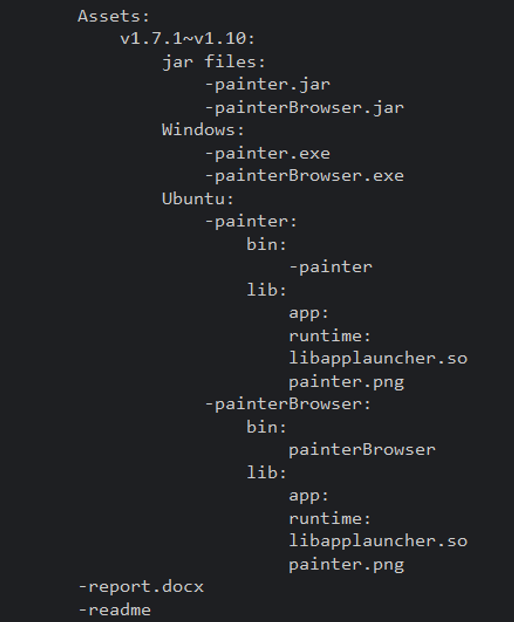 Assets:
v1.7.1~v1.10:
jar files:
-painter.jar
-painterBrowser.jar
Windows:
-painter.exe
-painterBrowser.exe
Ubuntu:
-painter:
bin:
-painter
lib:
app:
runtime:
libapplauncher.so
painter.png
-painterBrowser:
bin:
painterBrowser
lib:
app:
runtime:
libapplauncher.so
painter.png
-report.docx
-readme